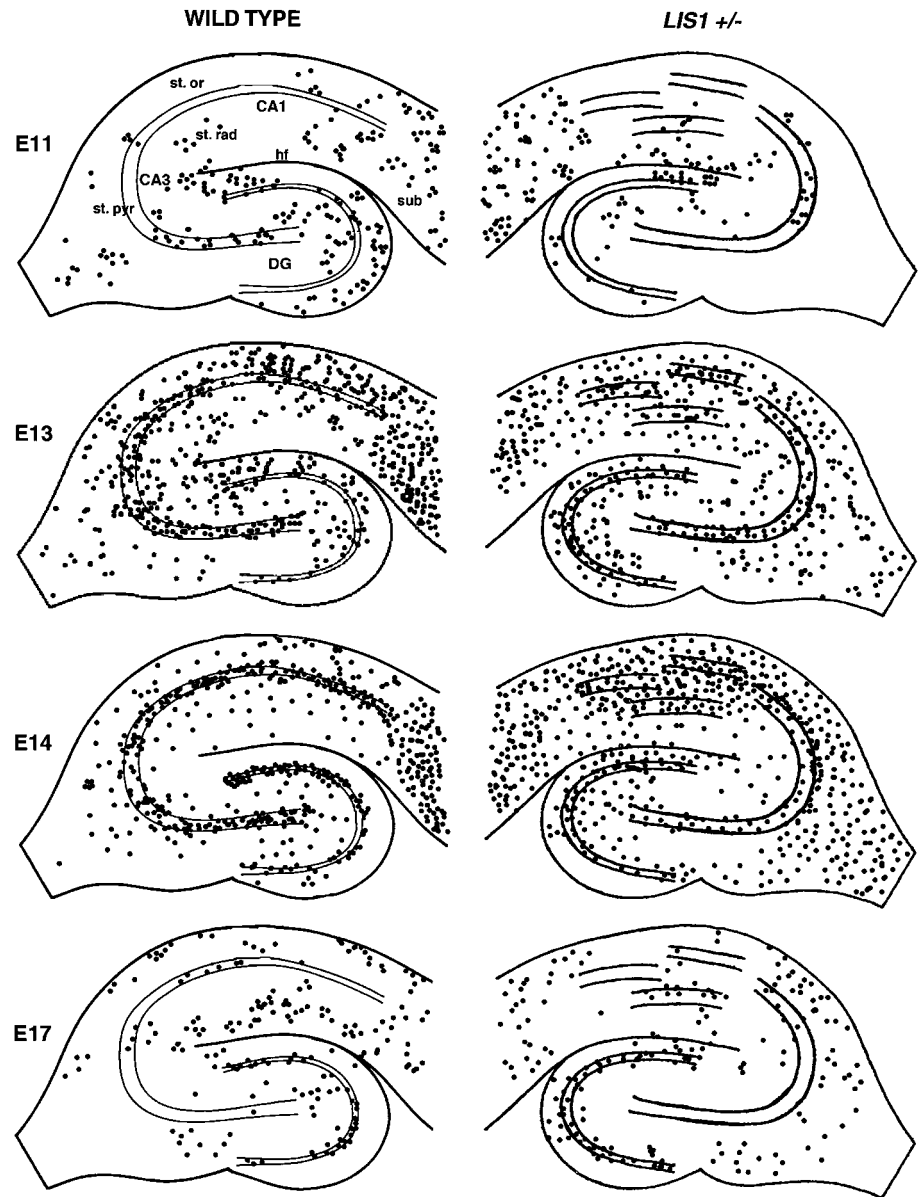 WILD TYPE
LIS1 +/-
E11
st. or
CA1
st. rad
hf
CA3
st. pyr
sub
DG
E13
E14
E17